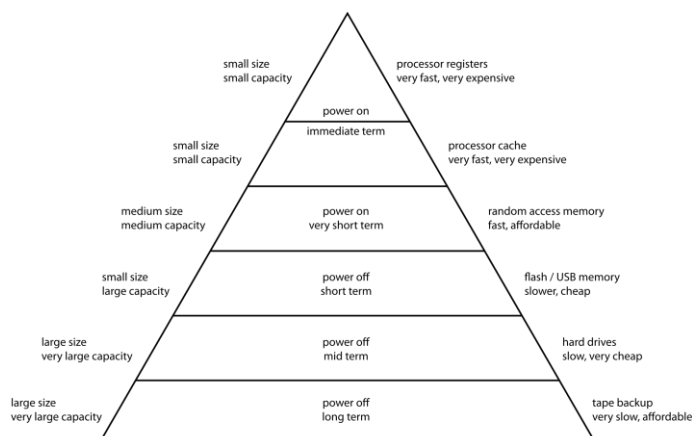 small size
small capacity
processor registers
very fast, very expensive
power on
immediate term
small size
small capacity
processor cache
very fast, very expensive
medium size
medium capacity
power on
very short term
random access memory
fast, affordable
small size
large capacity
power off
short term
flash / USB memory
slower, cheap
large size
very large capacity
power off
mid term
hard drives
slow, very cheap
large size
very large capacity
power off
long term
tape backup
very slow, affordable